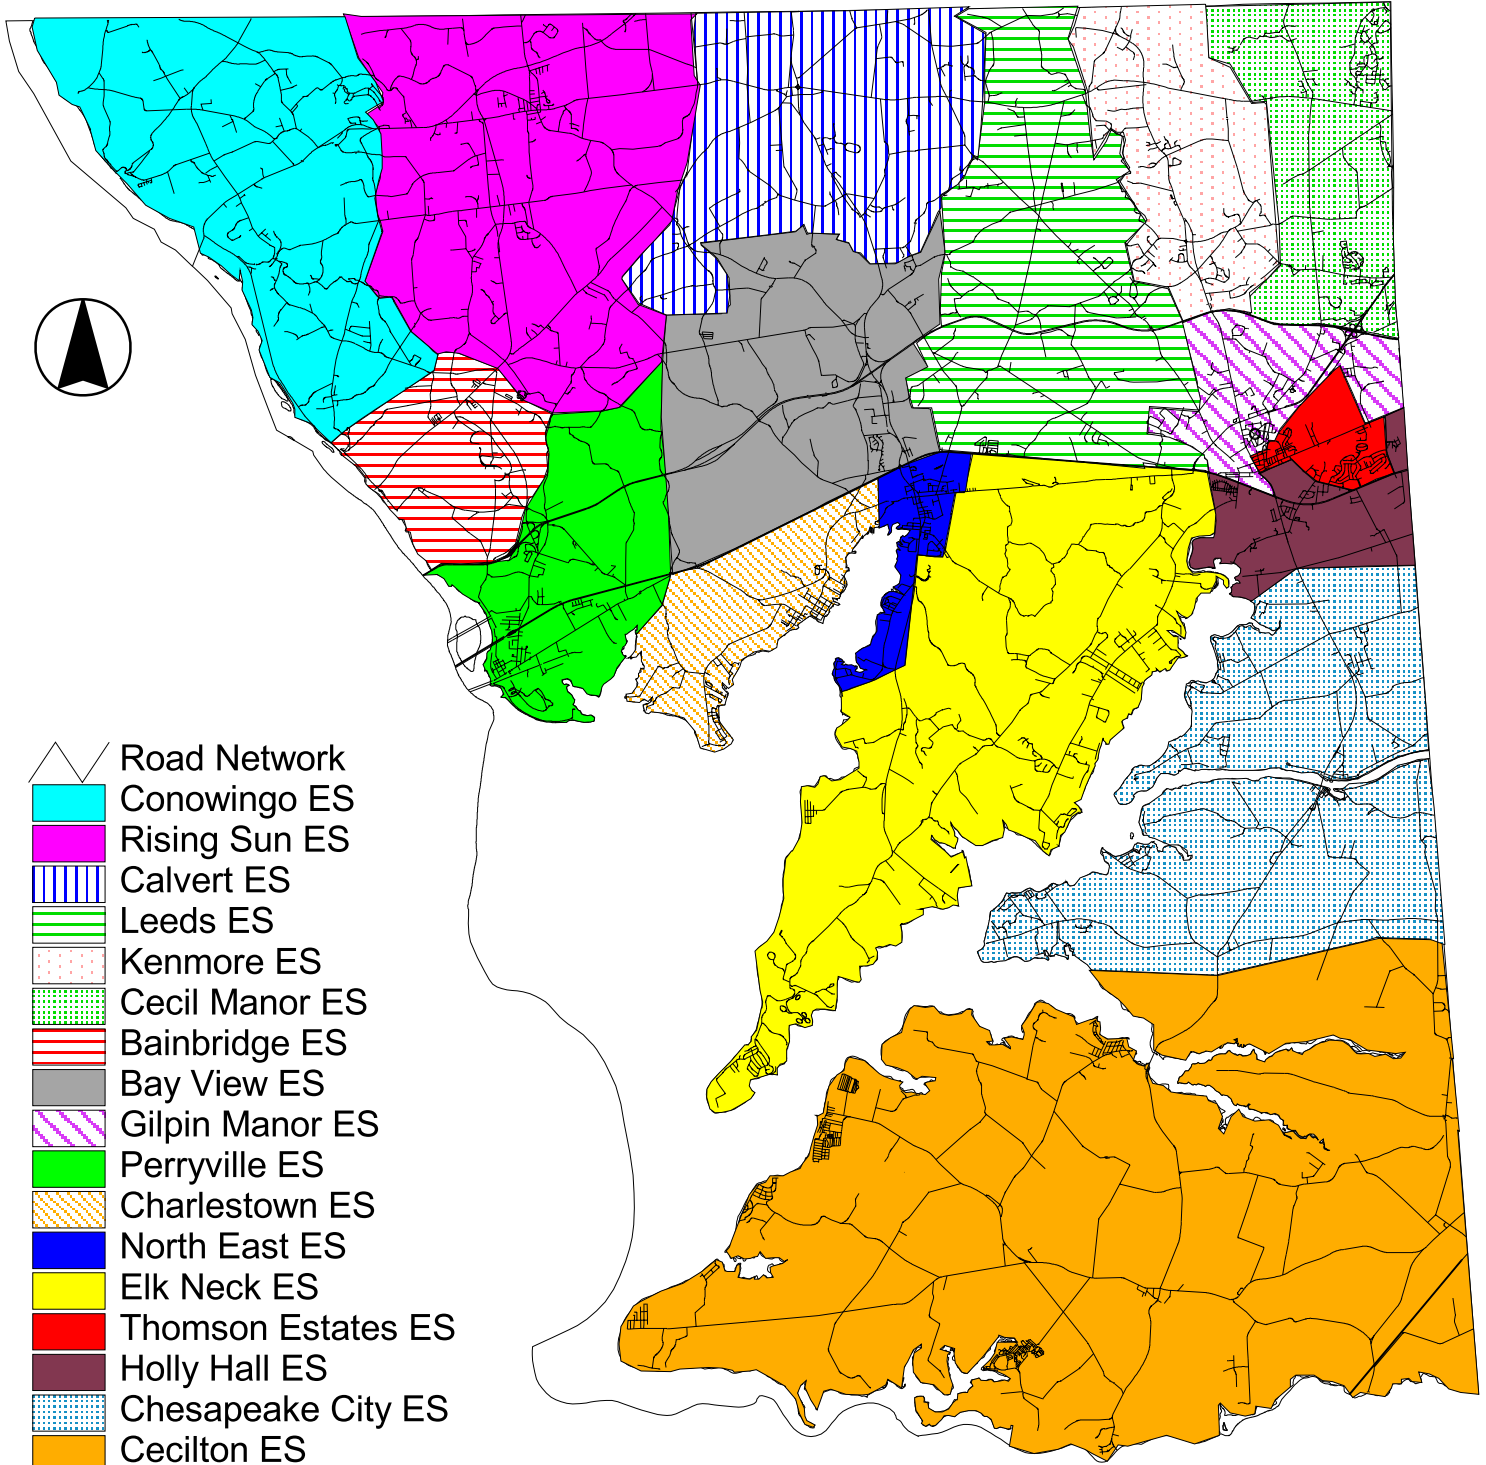 Road Network
Conowingo ES
Rising Sun ES
Calvert ES
Leeds ES
Kenmore ES
Cecil Manor ES
Bainbridge ES
Bay View ES
Gilpin Manor ES
Perryville ES
Charlestown ES
North East ES
Elk Neck ES
Thomson Estates ES
Holly Hall ES
Chesapeake City ES
Cecilton ES